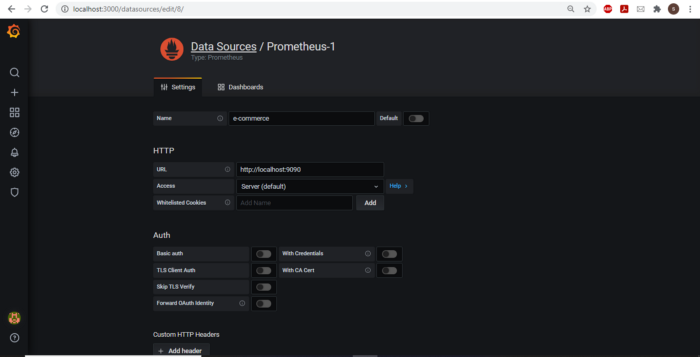 localhost:3000/datasources/edit/8/
ABP
S
Data Sources / Prometheus-1
Type: Prometheus
Settings
Dashboards
Name
e-commerce
Default
HTTP
URL
http://localhost:9090
Access
Server (default)
Help
Whitelisted Cookies
Add Name
Add
Auth
Basic auth
With Credentials
TLS Client Auth
With CA Cert
Skip TLS Verify
Forward OAuth Identity
Custom HTTP Headers
+ Add header